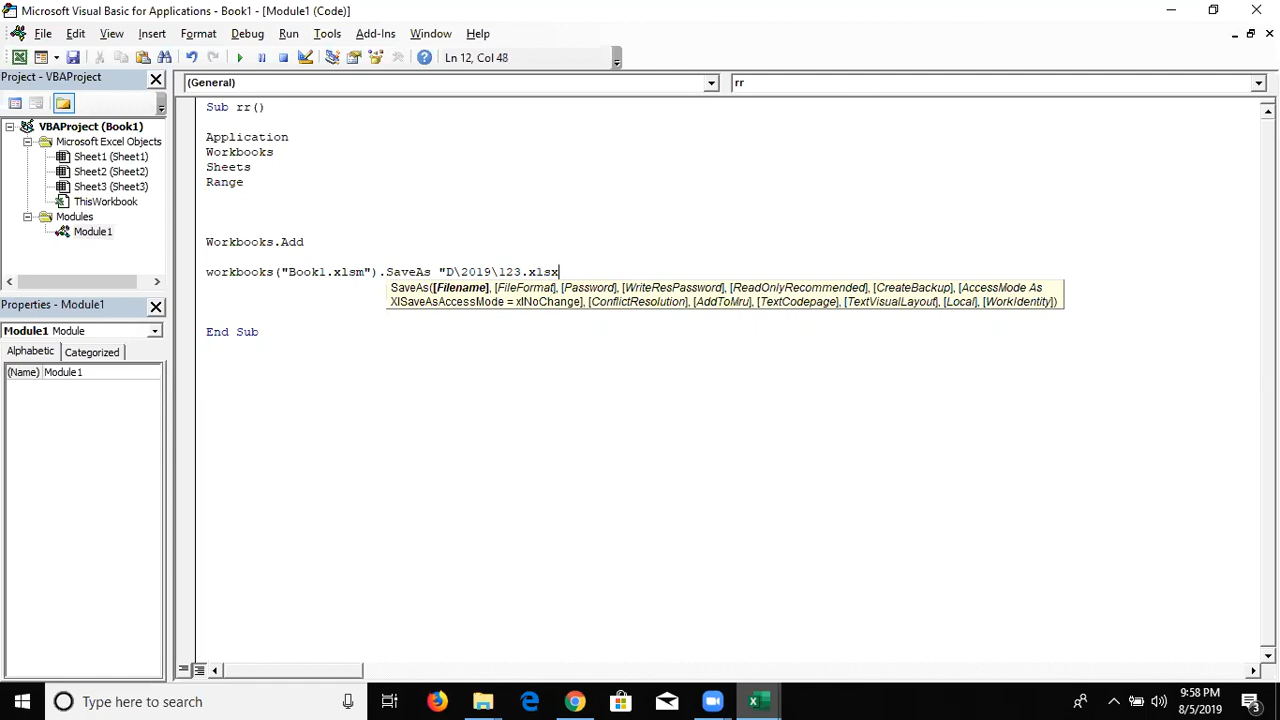 Microsoft Visual Basic for Applications - Book1 - [Module1 (Code)]
File Edit View Insert Format Debug Run Tools Add-Ins Window Help
Ln 12, Col 48
Project - VBAProject
(General)
rr
VBAProject (Book1)
Microsoft Excel Objects
Sheet1 (Sheet1)
Sheet2 (Sheet2)
Sheet3 (Sheet3)
ThisWorkbook
Modules
Module1
Properties - Module1
Module1 Module
Alphabetic Categorized
(Name) Module1
Sub rr()
Application
Workbooks
Sheets
Range
Workbooks.Add
workbooks("Book1.xlsm").SaveAs "D\2019\123.xlsx
SaveAs([Filename], [FileFormat], [Password], [WriteResPassword], [ReadOnlyRecommended], [CreateBackup], [AccessMode As
XlSaveAsAccessMode = xlNoChange], [ConflictResolution], [AddToMru], [TextCodepage], [TextVisualLayout], [Local], [WorkIdentity])
End Sub
Type here to search
9:58 PM
8/5/2019
3